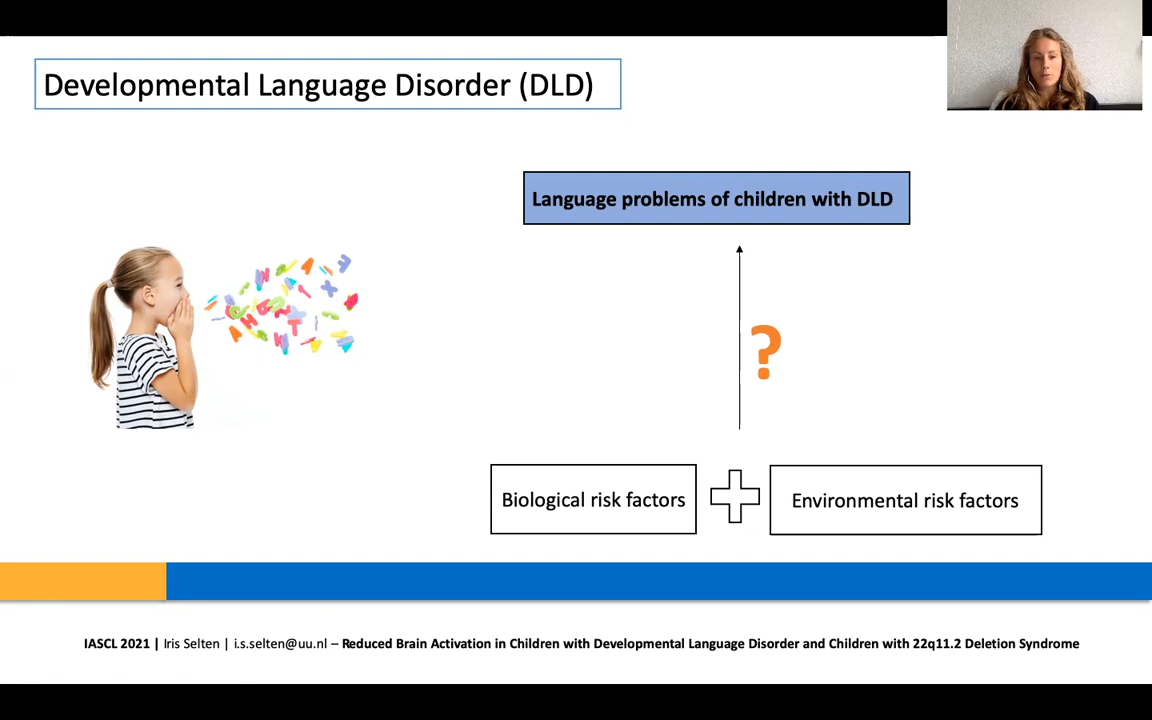 Developmental Language Disorder (DLD)
Language problems of children with DLD
?
Biological risk factors
Environmental risk factors
IASCL 2021 | Iris Selten | i.s.selten@uu.nl – Reduced Brain Activation in Children with Developmental Language Disorder and Children with 22q11.2 Deletion Syndrome